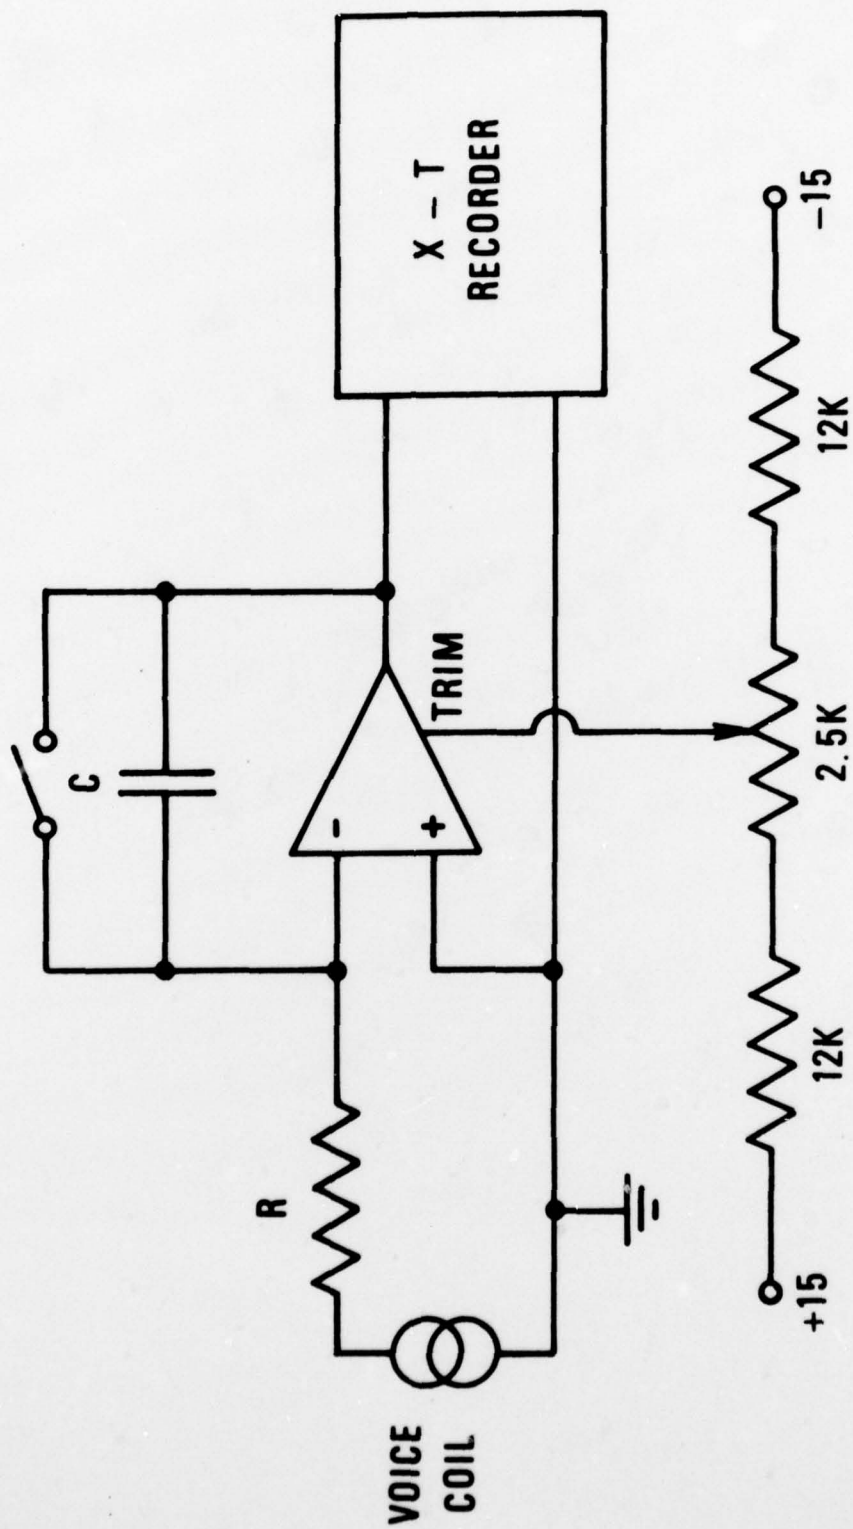 C
R
VOICE
COIL
-
+
TRIM
X - T
RECORDER
+15
12K
2.5K
12K
-15